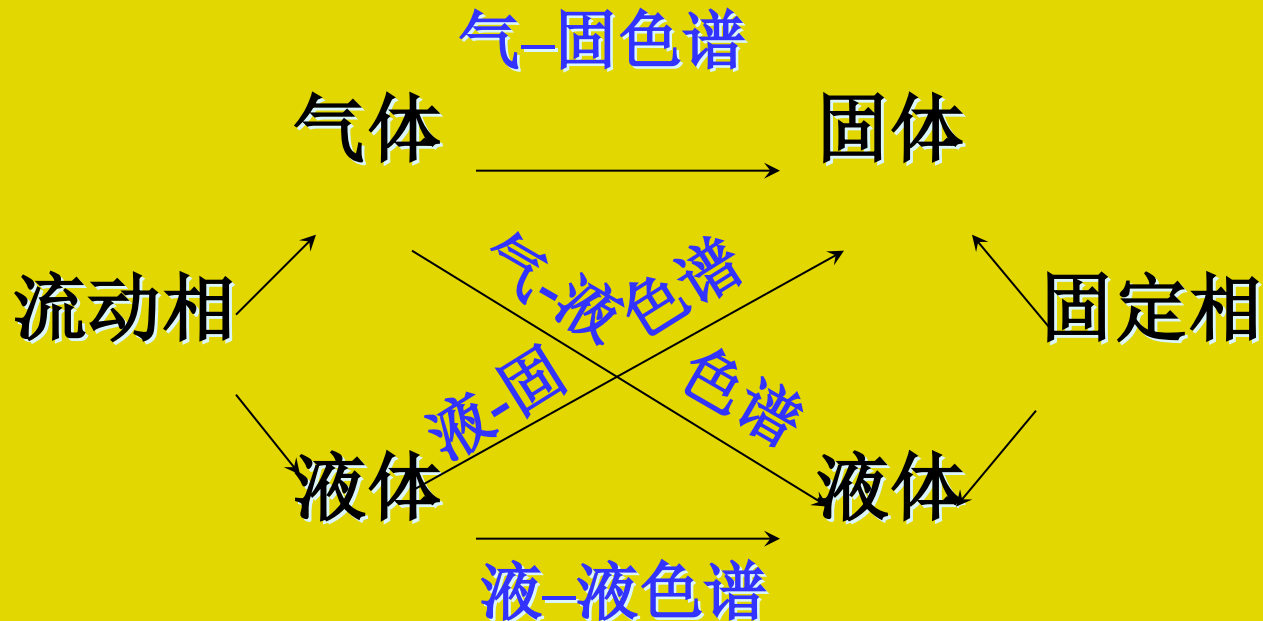 气–固色谱
气体
固体
气-液色谱
流动相
固定相
液-固色谱
液体
液体
液–液色谱